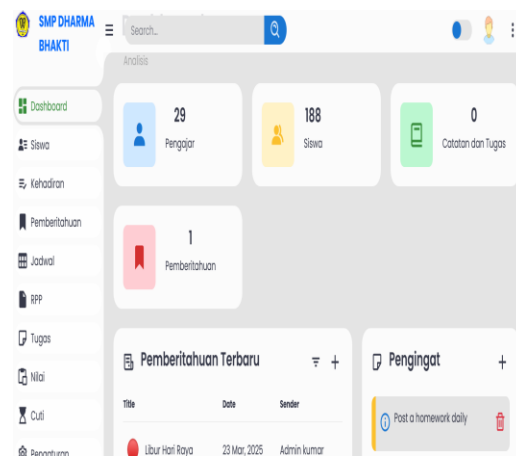 SMP DHARMA
BHAKTI
Search...
Analisis
Dashboard
Siswa
Kehadiran
Pemberitahuan
Jadwal
RPP
Tugas
Nilai
Cuti
Pengaturan
29
Pengajar
188
Siswa
0
Catatan dan Tugas
1
Pemberitahuan
Pemberitahuan Terbaru
Title Date Sender
Libur Hari Raya 23 Mar, 2025 Admin kumar
Pengingat
Post a homework daily